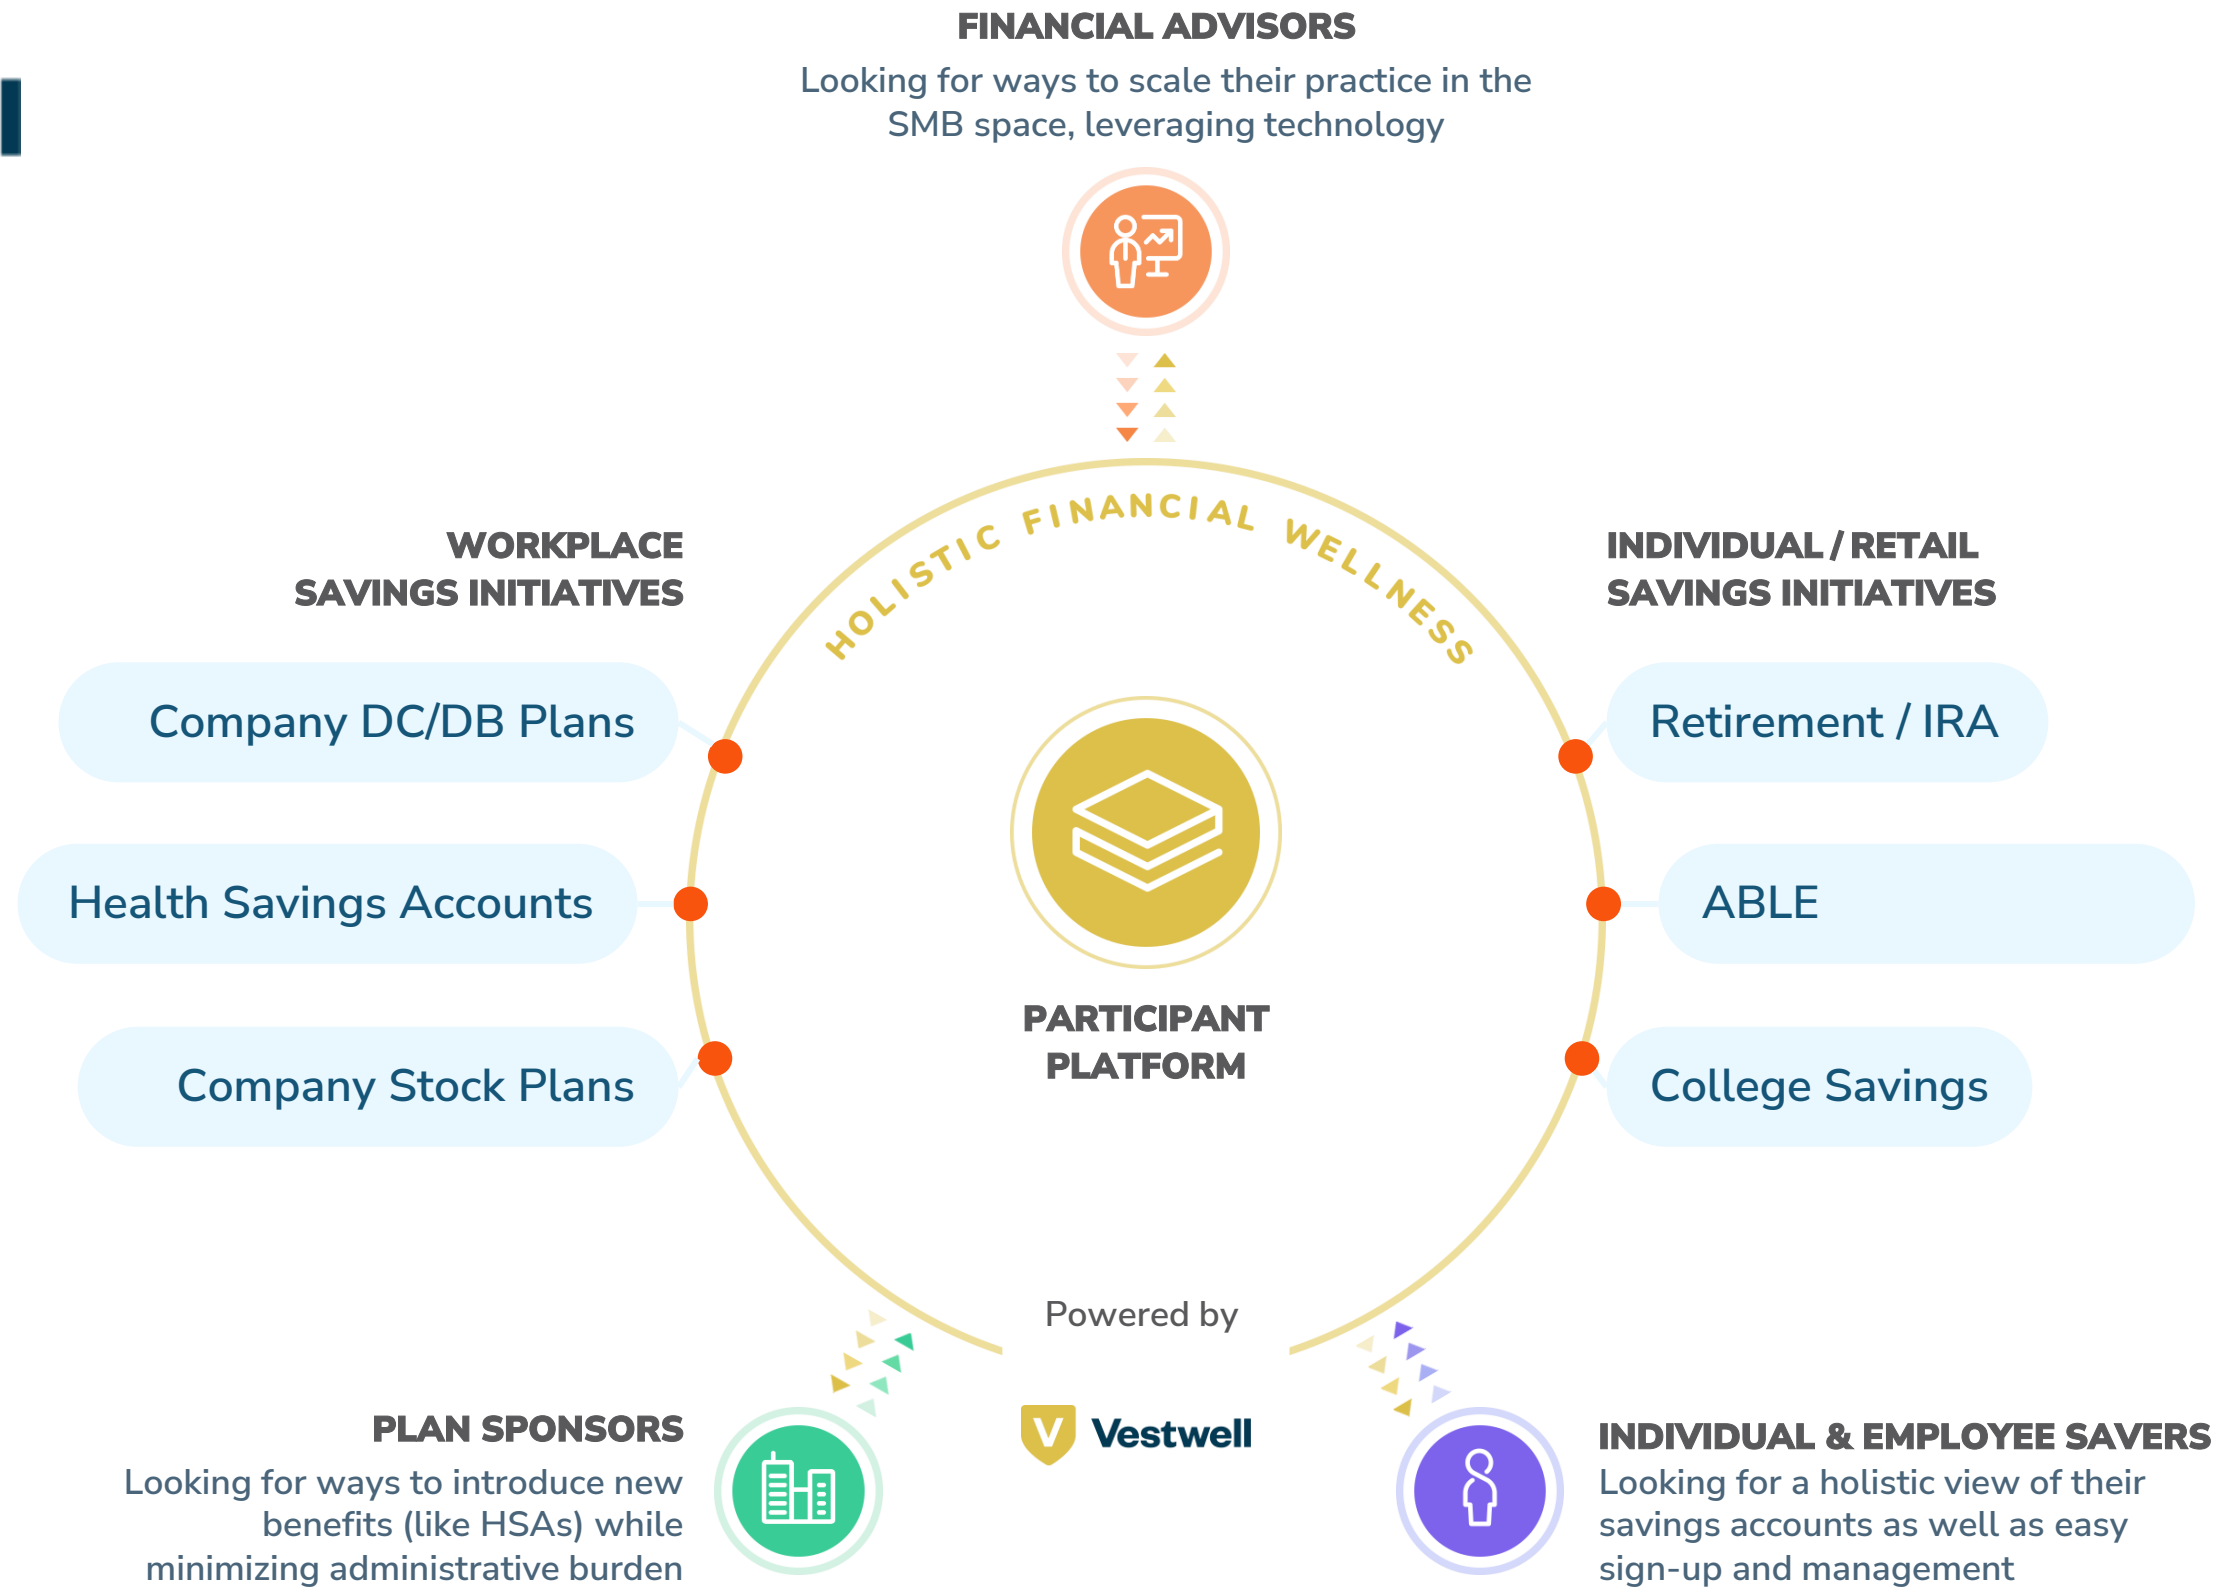 FINANCIAL ADVISORS
Looking for ways to scale their practice in the
SMB space, leveraging technology
HOLISTIC FINANCIAL WELLNESS
WORKPLACE
SAVINGS INITIATIVES
Company DC/DB Plans
Health Savings Accounts
Company Stock Plans
INDIVIDUAL / RETAIL
SAVINGS INITIATIVES
Retirement / IRA
ABLE
College Savings
PARTICIPANT
PLATFORM
Powered by
V Vestwell
PLAN SPONSORS
Looking for ways to introduce new
benefits (like HSAs) while
minimizing administrative burden
INDIVIDUAL & EMPLOYEE SAVERS
Looking for a holistic view of their
savings accounts as well as easy
sign-up and management